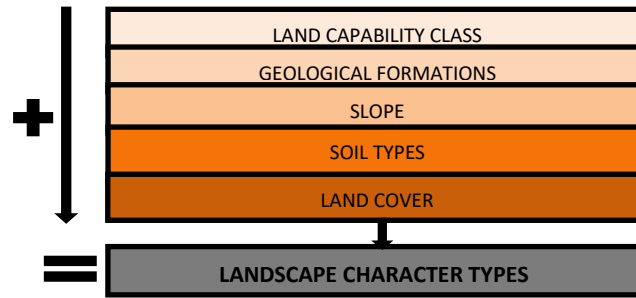 LAND CAPABILITY CLASS
GEOLOGICAL FORMATIONS
SLOPE
+
SOIL TYPES
LAND COVER
=
LANDSCAPE CHARACTER TYPES